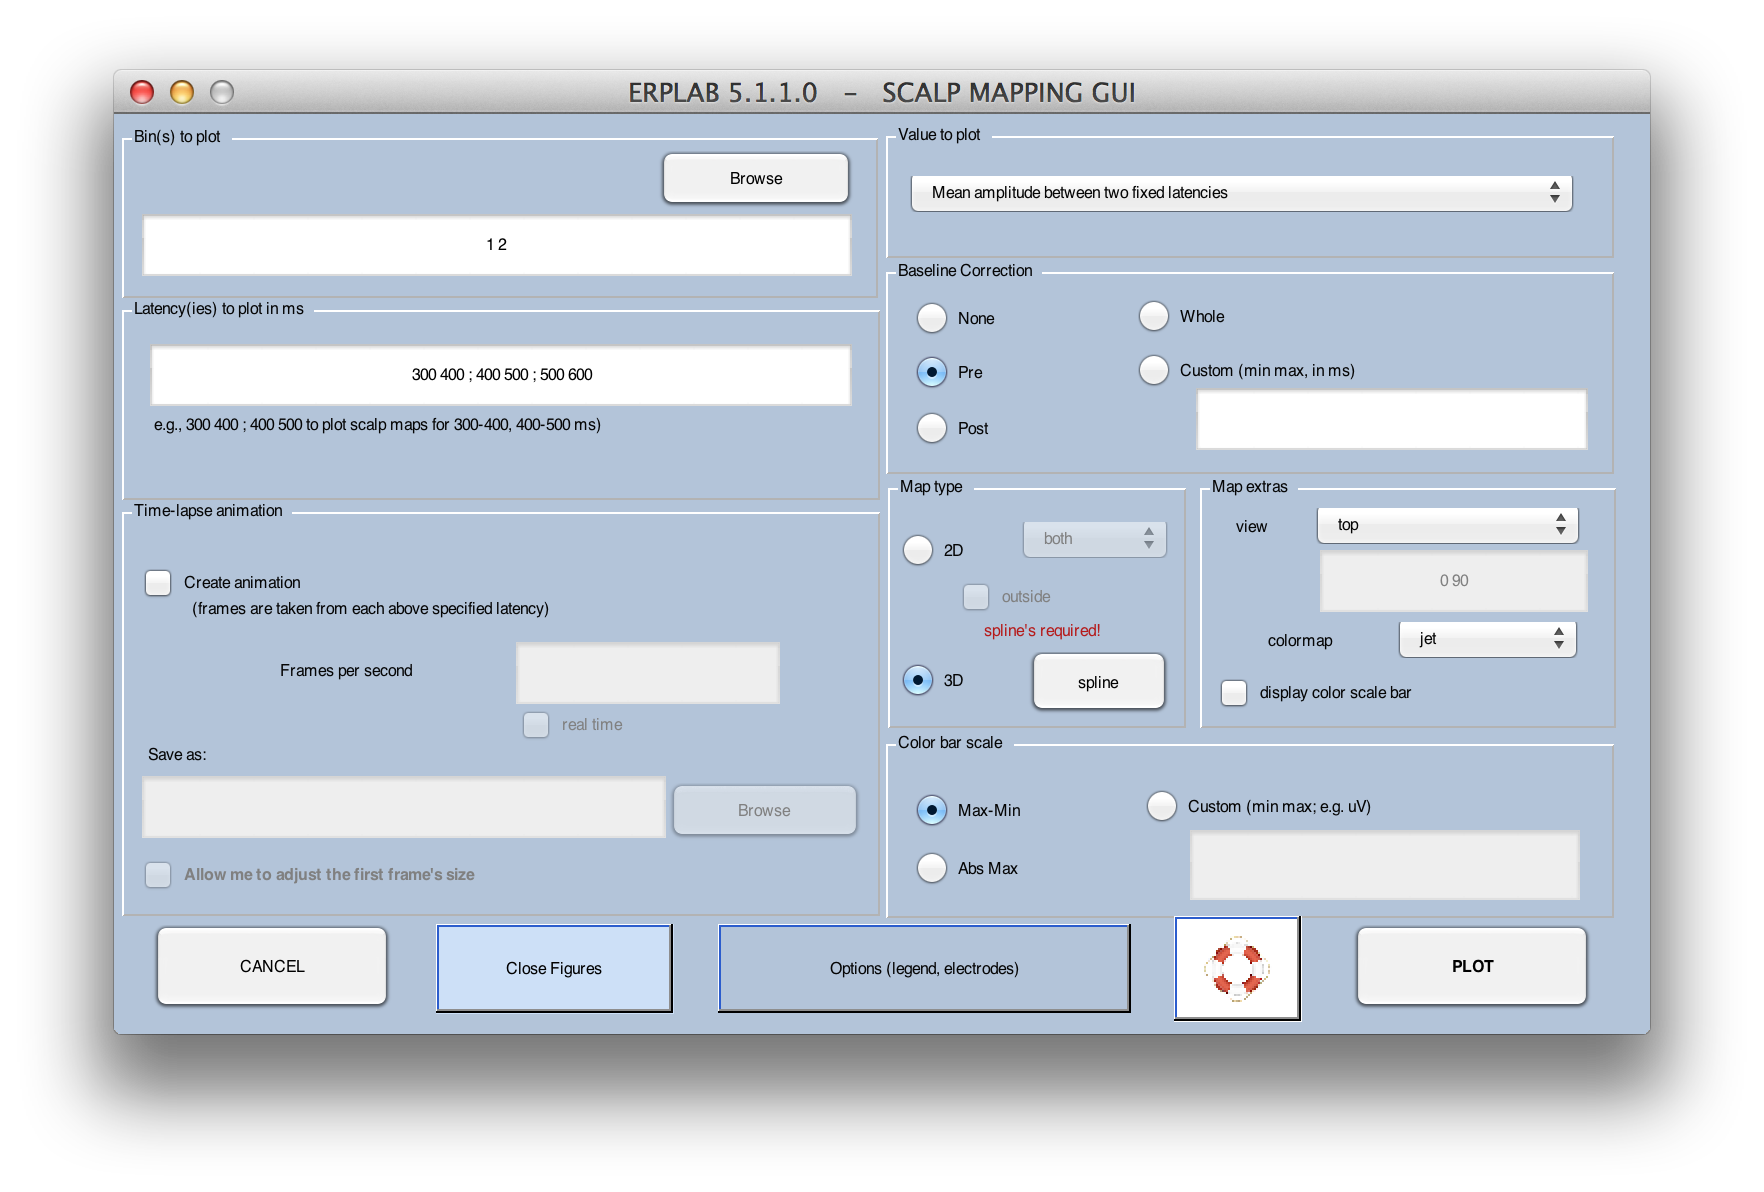 ERPLAB 5.1.1.0 - SCALP MAPPING GUI
Bin(s) to plot
Browse
1 2
Latency(ies) to plot in ms
300 400 ; 400 500 ; 500 600
e.g., 300 400 ; 400 500 to plot scalp maps for 300-400, 400-500 ms)
Time-lapse animation
Create animation
(frames are taken from each above specified latency)
Frames per second
real time
Save as:
Browse
Allow me to adjust the first frame's size
Value to plot
Mean amplitude between two fixed latencies
Baseline Correction
None
Whole
Pre
Custom (min max, in ms)
Post
Map type
2D
both
outside
spline's required!
3D
spline
Map extras
view
top
0 90
colormap
jet
display color scale bar
Color bar scale
Max-Min
Custom (min max; e.g. uV)
Abs Max
CANCEL
Close Figures
Options (legend, electrodes)
PLOT